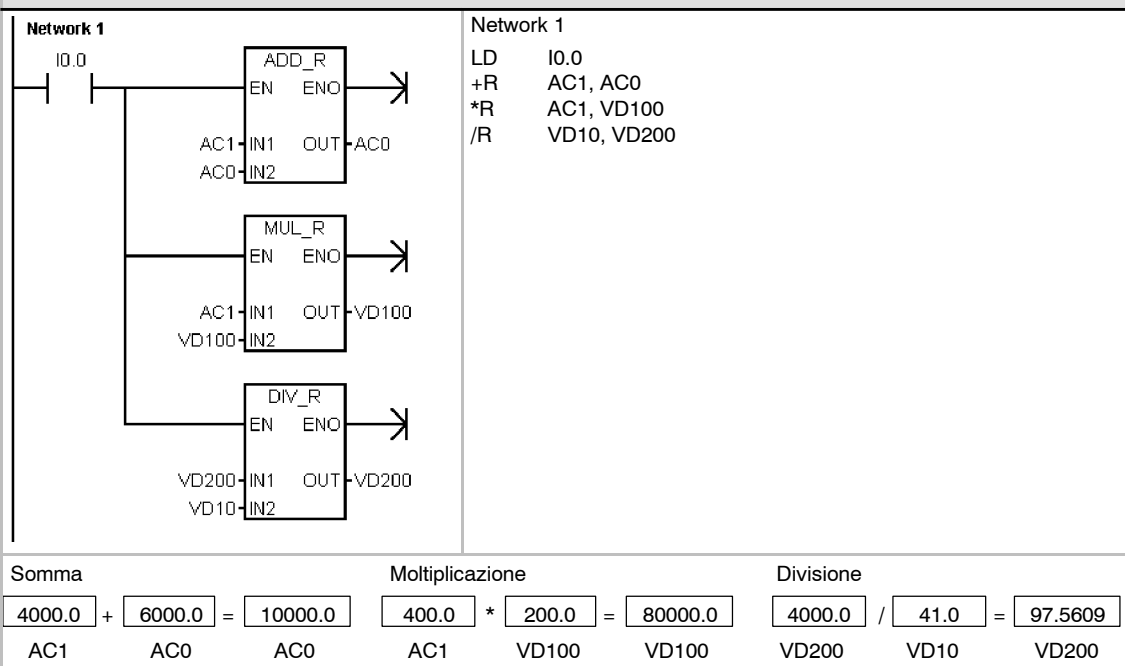 Network 1
I0.0
ADD_R
EN ENO
AC1 IN1 OUT AC0
AC0 IN2
MUL_R
EN ENO
AC1 IN1 OUT VD100
VD100 IN2
DIV_R
EN ENO
VD200 IN1 OUT VD200
VD10 IN2
Network 1
LD I0.0
+R AC1, AC0
*R AC1, VD100
/R VD10, VD200
Somma
4000.0 + 6000.0 = 10000.0
AC1 AC0 AC0
Moltiplicazione
400.0 * 200.0 = 80000.0
AC1 VD100 VD100
Divisione
4000.0 / 41.0 = 97.5609
VD200 VD10 VD200